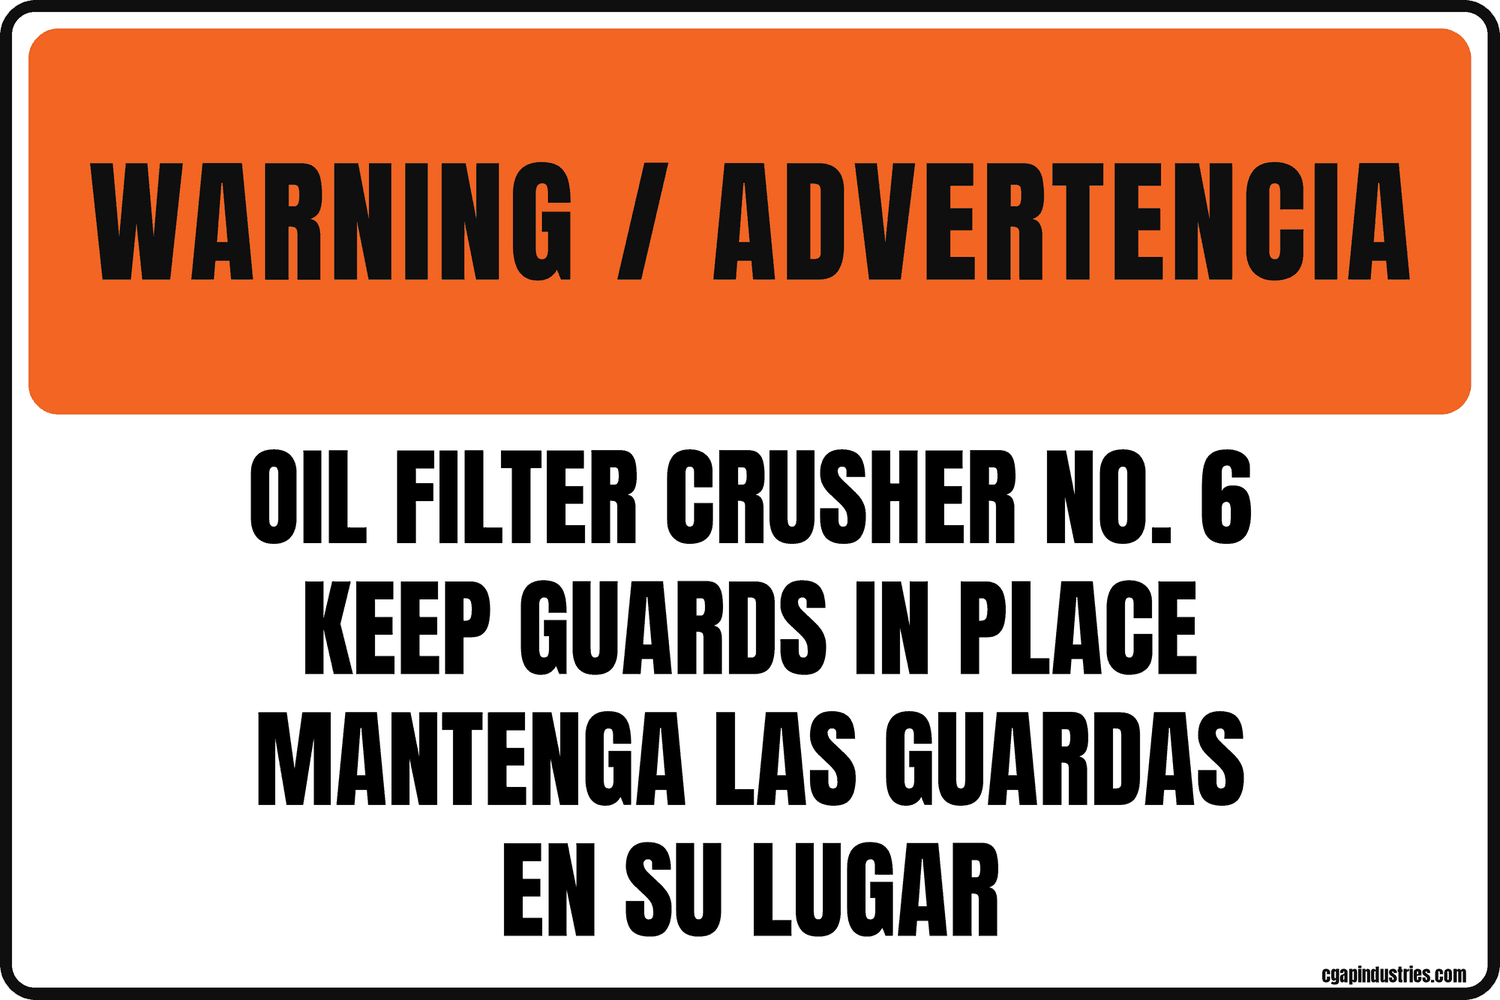 WARNING / ADVERTENCIA
OIL FILTER CRUSHER NO. 6
KEEP GUARDS IN PLACE
MANTENGA LAS GUARDAS
EN SU LUGAR
cgapindustries.com